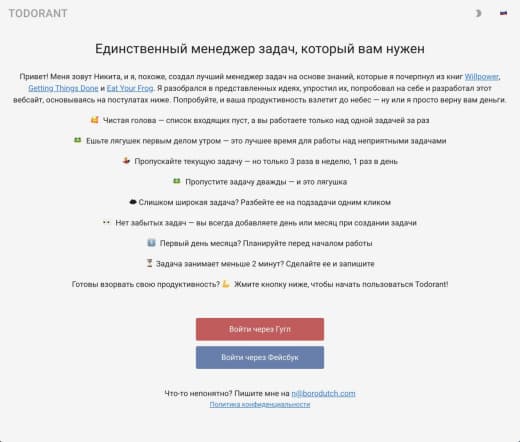 TODORANT
Единственный менеджер задач, который вам нужен
Привет! Меня зовут Никита, и я, похоже, создал лучший менеджер задач на основе знаний, которые я почерпнул из книг Willpower,
Getting Things Done и Eat Your Frog. Я разобрался в представленных идеях, упростил их, попробовал на себе и разработал этот
вебсайт, основываясь на постулатах ниже. Попробуйте, и ваша продуктивность взлетит до небес — ну или я просто верну вам деньги.
🥰 Чистая голова — список входящих пуст, а вы работаете только над одной задачей за раз
💵 Ешьте лягушек первым делом утром — это лучшее время для работы над неприятными задачами
Пропускайте текущую задачу — но только 3 раза в неделю, 1 раз в день
💵 Пропустите задачу дважды — и это лягушка
Слишком широкая задача? Разбейте ее на подзадачи одним кликом
👀 Нет забытых задач — вы всегда добавляете день или месяц при создании задачи
Первый день месяца? Планируйте перед началом работы
⏳ Задача занимает меньше 2 минут? Сделайте ее и запишите
Готовы взорвать свою продуктивность? 💪 Жмите кнопку ниже, чтобы начать пользоваться Todorant!
Войти через Гугл
Войти через Фейсбук
Что-то непонятно? Пишите мне на n@borodutch.com
Политика конфиденциальности